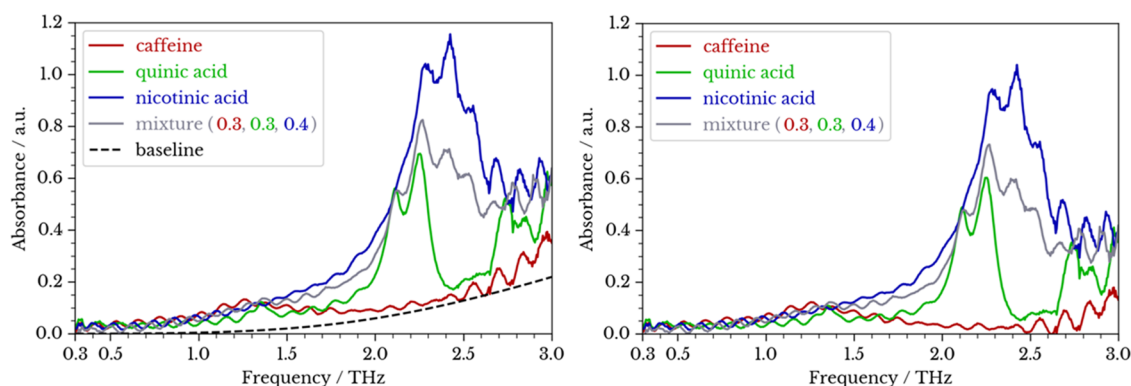 1.2
1.0
0.8
0.6
0.4
0.2
0.0
Absorbance / a.u.
caffeine
quinic acid
nicotinic acid
mixture ( 0.3, 0.3, 0.4)
baseline
0.3 0.5 1.0 1.5 2.0 2.5 3.0
Frequency / THz
1.2
1.0
0.8
0.6
0.4
0.2
0.0
Absorbance / a.u.
caffeine
quinic acid
nicotinic acid
mixture ( 0.3, 0.3, 0.4)
0.3 0.5 1.0 1.5 2.0 2.5 3.0
Frequency / THz